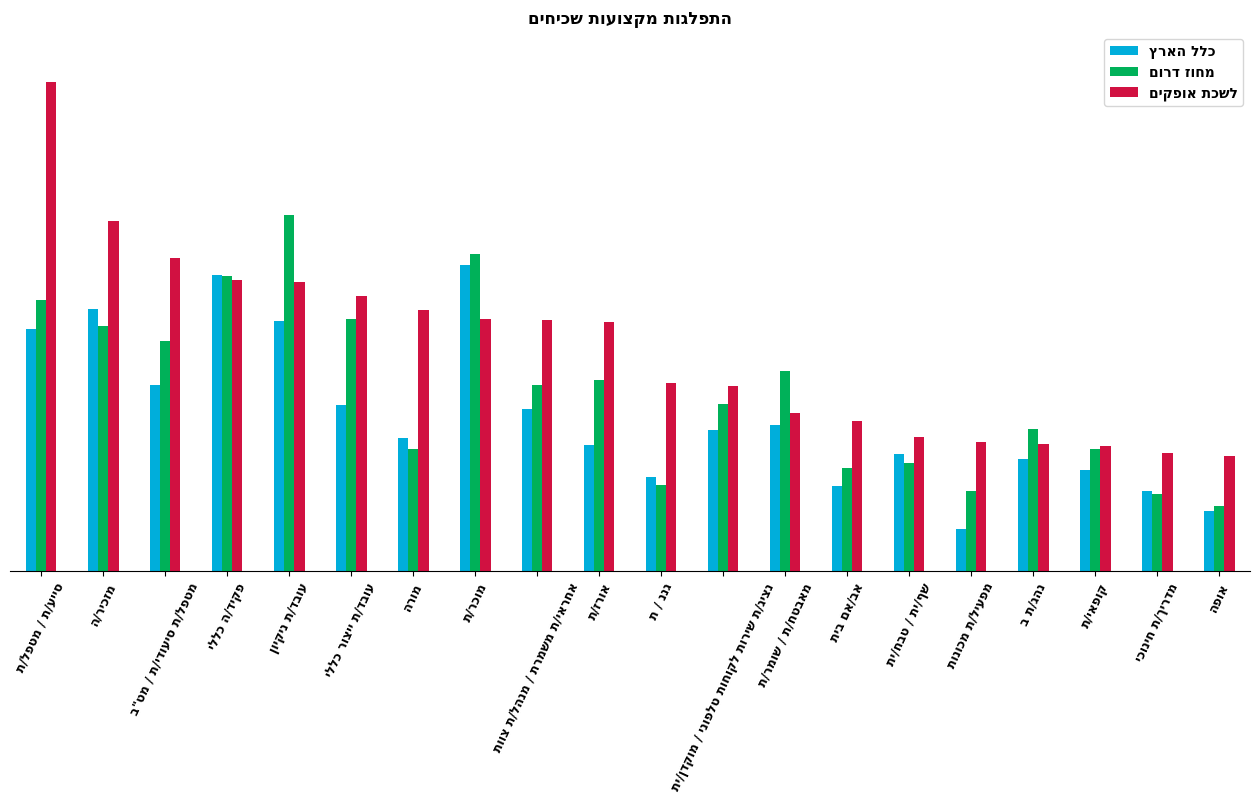 התפלגות מקצועות שכיחים
כלל הארץ
מחוז דרום
לשכת אופקים
סייע/ת / מטפל/ת
מזכיר/ה
מטפל/ת סיעודי/ת / מט"ב
פקיד/ה כללי
עובד/ת ניקיון
עובד/ת ייצור כללי
מורה
מוכר/ת
אחראי/ת משמרת / מנהל/ת צוות
אורז/ת
גנן / ת
נציג/ת שירות לקוחות טלפוני / מוקדן/ית
מאבטח/ת / שומר/ת
אב/אם בית
שף/ית / טבח/ית
מפעיל/ת מכונות
נהג/ת ב
קופאי/ת
מדריך/ת חינוכי
אופה